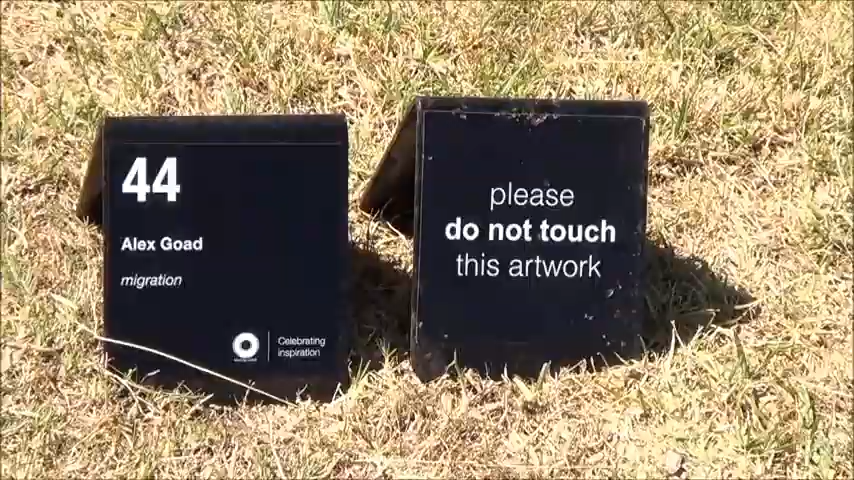 44
Alex Goad
migration
Celebrating
inspiration
please
do not touch
this artwork